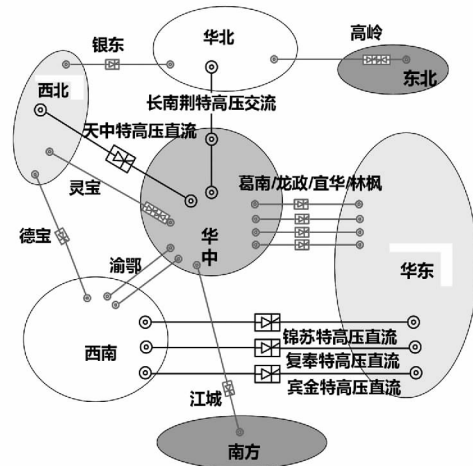 银东
华北
高岭
东北
西北
长南荆特高压交流
天中特高压直流
灵宝
葛南/龙政/宜华/林枫
华
中
德宝
渝鄂
华东
西南
锦苏特高压直流
复奉特高压直流
宾金特高压直流
江城
南方